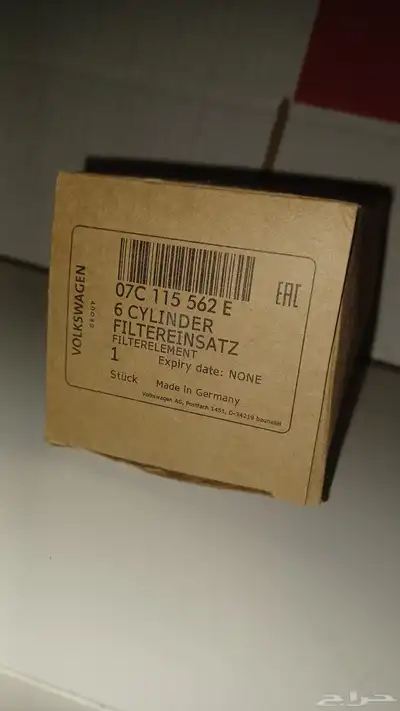 VOLKSWAGEN
GROUP
07C 115 562 E
EAC
6 CYLINDER
FILTEREINSATZ
FILTERELEMENT
1
Expiry date: NONE
Stück
Made in Germany
Volkswagen AG, Postfach 1451, D-34219 Baunatal
حراج